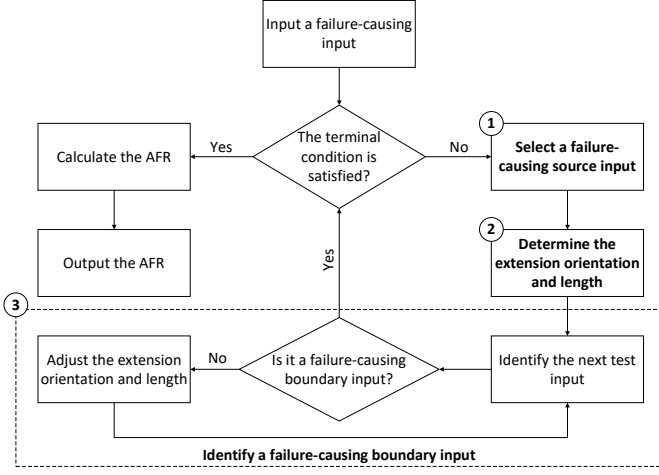 Input a failure-causing
input
The terminal
condition is
satisfied?
Yes
No
Calculate the AFR
Output the AFR
1
Select a failure-
causing source input
2
Determine the
extension orientation
and length
Yes
3
Adjust the extension
orientation and length
No
Is it a failure-causing
boundary input?
Identify the next test
input
Identify a failure-causing boundary input